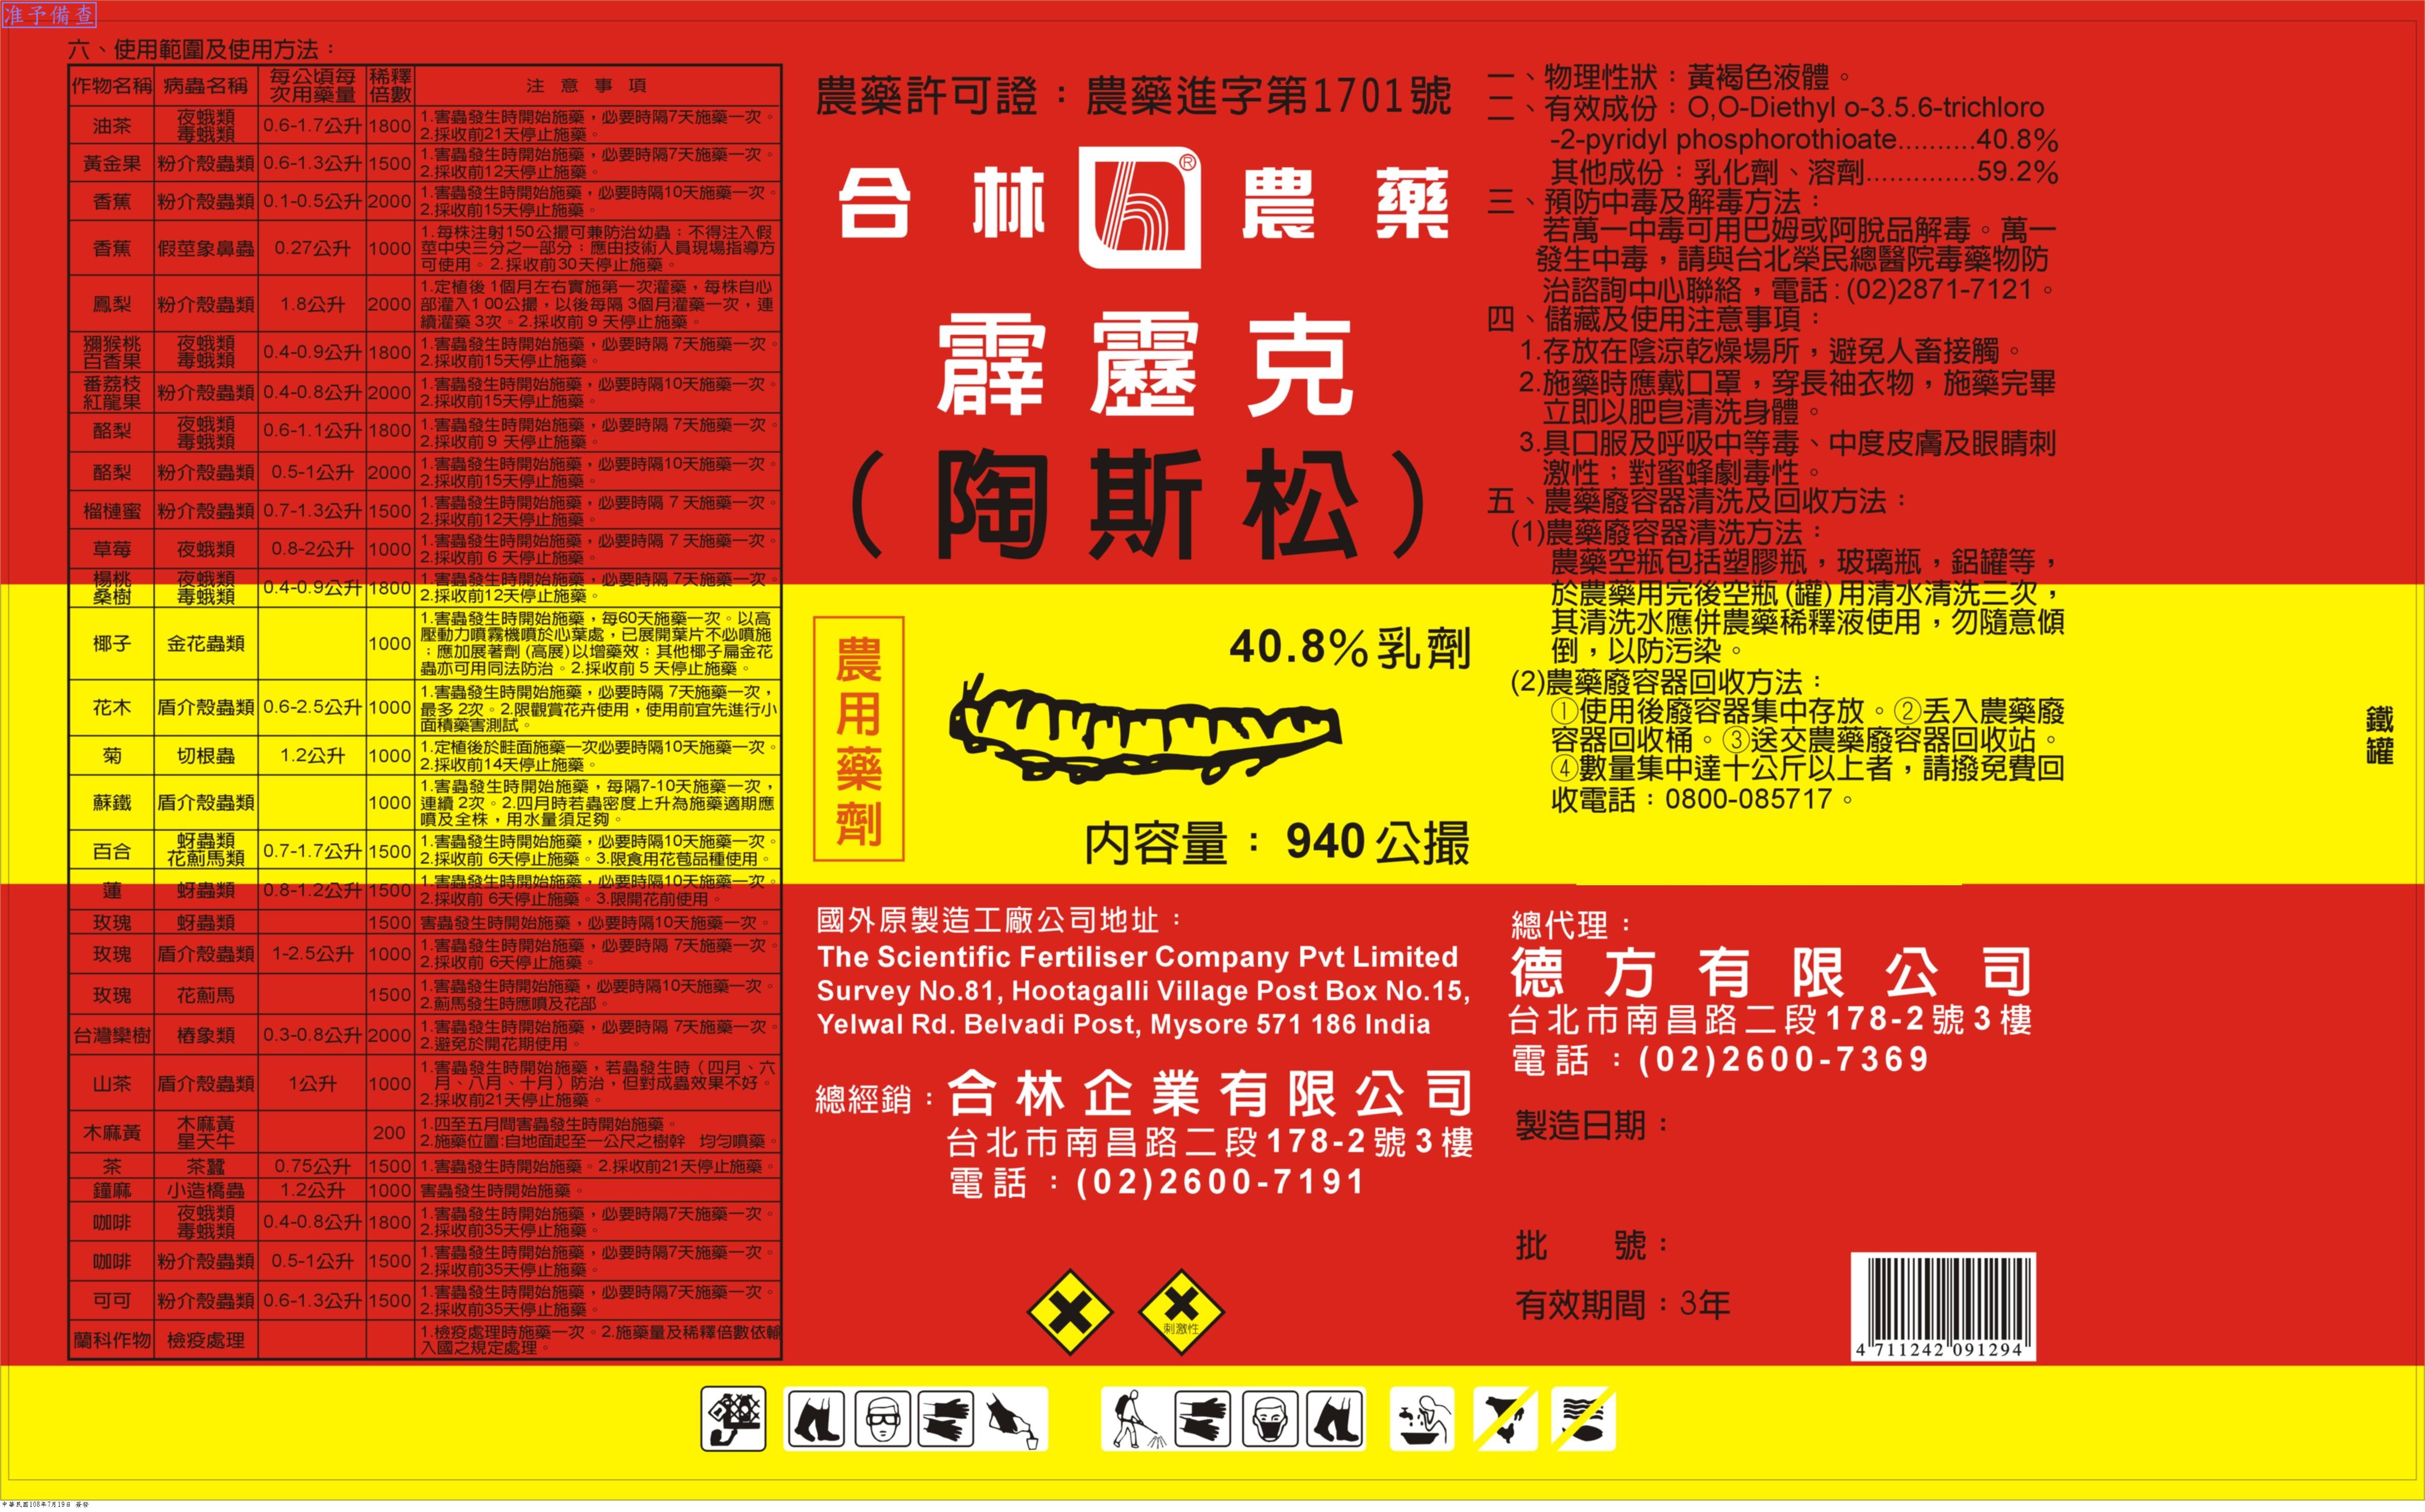 准予備查
六、使用範圍及使用方法：
作物名稱 病蟲名稱 每公頃每次用藥量 稀釋倍數 注意事項
油茶 夜蛾類 毒蛾類 0.6-1.7公升 1800 1.害蟲發生時開始施藥，必要時隔7天施藥一次。
2.採收前21天停止施藥。
黃金果 粉介殼蟲類 0.6-1.3公升 1500 1.害蟲發生時開始施藥，必要時隔7天施藥一次。
2.採收前12天停止施藥。
香蕉 粉介殼蟲類 0.1-0.5公升 2000 1.害蟲發生時開始施藥，必要時隔10天施藥一次。
2.採收前15天停止施藥。
香蕉 假莖象鼻蟲 0.27公升 1000 1.每株注射150公撮可兼防治幼蟲；不得注入假
莖中央三分之一部分；應由技術人員現場指導方
可使用。2.採收前30天停止施藥。
鳳梨 粉介殼蟲類 1.8公升 2000 1.定植後1個月左右實施第一次灌藥，每株自心
部灌入100公撮，以後每隔3個月灌藥一次，連
續灌藥3次。2.採收前9天停止施藥。
獼猴桃 百香果 夜蛾類 毒蛾類 0.4-0.9公升 1800 1.害蟲發生時開始施藥，必要時隔7天施藥一次。
2.採收前15天停止施藥。
番荔枝 紅龍果 粉介殼蟲類 0.4-0.8公升 2000 1.害蟲發生時開始施藥，必要時隔10天施藥一次。
2.採收前15天停止施藥。
酪梨 夜蛾類 毒蛾類 0.6-1.1公升 1800 1.害蟲發生時開始施藥，必要時隔7天施藥一次。
2.採收前9天停止施藥。
酪梨 粉介殼蟲類 0.5-1公升 2000 1.害蟲發生時開始施藥，必要時隔10天施藥一次。
2.採收前15天停止施藥。
榴槤蜜 粉介殼蟲類 0.7-1.3公升 1500 1.害蟲發生時開始施藥，必要時隔7天施藥一次。
2.採收前12天停止施藥。
草莓 夜蛾類 0.8-2公升 1000 1.害蟲發生時開始施藥，必要時隔7天施藥一次。
2.採收前6天停止施藥。
楊桃 桑樹 夜蛾類 毒蛾類 0.4-0.9公升 1800 1.害蟲發生時開始施藥，必要時隔7天施藥一次。
2.採收前12天停止施藥。
椰子 金花蟲類 1000 1.害蟲發生時開始施藥，每60天施藥一次。以高
壓動力噴霧機噴於心葉處，已展開葉片不必噴施
；應加展著劑(高展)以增藥效；其他椰子扁金花
蟲亦可用同法防治。2.採收前5天停止施藥。
花木 盾介殼蟲類 0.6-2.5公升 1000 1.害蟲發生時開始施藥，必要時隔7天施藥一次，
最多2次。2.限觀賞花卉使用，使用前宜先進行小
面積藥害測試。
菊 切根蟲 1.2公升 1000 1.定植後於畦面施藥一次必要時隔10天施藥一次。
2.採收前14天停止施藥。
蘇鐵 盾介殼蟲類 1000 1.害蟲發生時開始施藥，每隔7-10天施藥一次，
連續2次。2.四月時若蟲密度上升為施藥適期應
噴及全株，用水量須足夠。
百合 蚜蟲類 花薊馬類 0.7-1.7公升 1500 1.害蟲發生時開始施藥，必要時隔10天施藥一次。
2.採收前6天停止施藥。3.限食用花苞品種使用。
蓮 蚜蟲類 0.8-1.2公升 1500 1.害蟲發生時開始施藥，必要時隔10天施藥一次。
2.採收前6天停止施藥。3.限開花前使用。
玫瑰 蚜蟲類 1500 害蟲發生時開始施藥，必要時隔10天施藥一次。
玫瑰 盾介殼蟲類 1-2.5公升 1000 1.害蟲發生時開始施藥，必要時隔7天施藥一次。
2.採收前6天停止施藥。
玫瑰 花薊馬 1500 1.害蟲發生時開始施藥，必要時隔10天施藥一次。
2.薊馬發生時應噴及花部。
台灣欒樹 椿象類 0.3-0.8公升 2000 1.害蟲發生時開始施藥，必要時隔7天施藥一次。
2.避免於開花期使用。
山茶 盾介殼蟲類 1公升 1000 1.害蟲發生時開始施藥，若蟲發生時（四月、六
月、八月、十月）防治，但對成蟲效果不好。
2.採收前21天停止施藥。
木麻黃 木麻黃星天牛 200 1.四至五月間害蟲發生時開始施藥。
2.施藥位置:自地面起至一公尺之樹幹 均勻噴藥。
茶 茶蠶 0.75公升 1500 1.害蟲發生時開始施藥。2.採收前21天停止施藥。
鐘麻 小造橋蟲 1.2公升 1000 害蟲發生時開始施藥。
咖啡 夜蛾類 毒蛾類 0.4-0.8公升 1800 1.害蟲發生時開始施藥，必要時隔7天施藥一次。
2.採收前35天停止施藥。
咖啡 粉介殼蟲類 0.5-1公升 1500 1.害蟲發生時開始施藥，必要時隔7天施藥一次。
2.採收前35天停止施藥。
可可 粉介殼蟲類 0.6-1.3公升 1500 1.害蟲發生時開始施藥，必要時隔7天施藥一次。
2.採收前35天停止施藥。
蘭科作物 檢疫處理 1.檢疫處理時施藥一次。2.施藥量及稀釋倍數依輸
入國之規定處理。
農藥許可證：農藥進字第1701號
合林 ® 農藥
霹靂克
（陶斯松）
農用藥劑
40.8%乳劑
內容量：940公撮
國外原製造工廠公司地址：
The Scientific Fertiliser Company Pvt Limited
Survey No.81, Hootagalli Village Post Box No.15,
Yelwal Rd. Belvadi Post, Mysore 571 186 India
總經銷：合林企業有限公司
台北市南昌路二段178-2號3樓
電話：(02)2600-7191
刺激性
一、物理性狀：黃褐色液體。
二、有效成份：O,O-Diethyl o-3.5.6-trichloro
-2-pyridyl phosphorothioate..........40.8%
其他成份：乳化劑、溶劑..............59.2%
三、預防中毒及解毒方法：
若萬一中毒可用巴姆或阿脫品解毒。萬一
發生中毒，請與台北榮民總醫院毒藥物防
治諮詢中心聯絡，電話:(02)2871-7121。
四、儲藏及使用注意事項：
1.存放在陰涼乾燥場所，避免人畜接觸。
2.施藥時應戴口罩，穿長袖衣物，施藥完畢
立即以肥皂清洗身體。
3.具口服及呼吸中等毒、中度皮膚及眼睛刺
激性；對蜜蜂劇毒性。
五、農藥廢容器清洗及回收方法：
(1)農藥廢容器清洗方法：
農藥空瓶包括塑膠瓶，玻璃瓶，鋁罐等，
於農藥用完後空瓶(罐)用清水清洗三次，
其清洗水應併農藥稀釋液使用，勿隨意傾
倒，以防污染。
(2)農藥廢容器回收方法：
①使用後廢容器集中存放。②丟入農藥廢
容器回收桶。③送交農藥廢容器回收站。
④數量集中達十公斤以上者，請撥免費回
收電話：0800-085717。
總代理：
德方有限公司
台北市南昌路二段178-2號3樓
電話：(02)2600-7369
製造日期：
批號：
有效期間：3年
4 711242 091294
鐵罐
中華民國108年7月19日 簽發